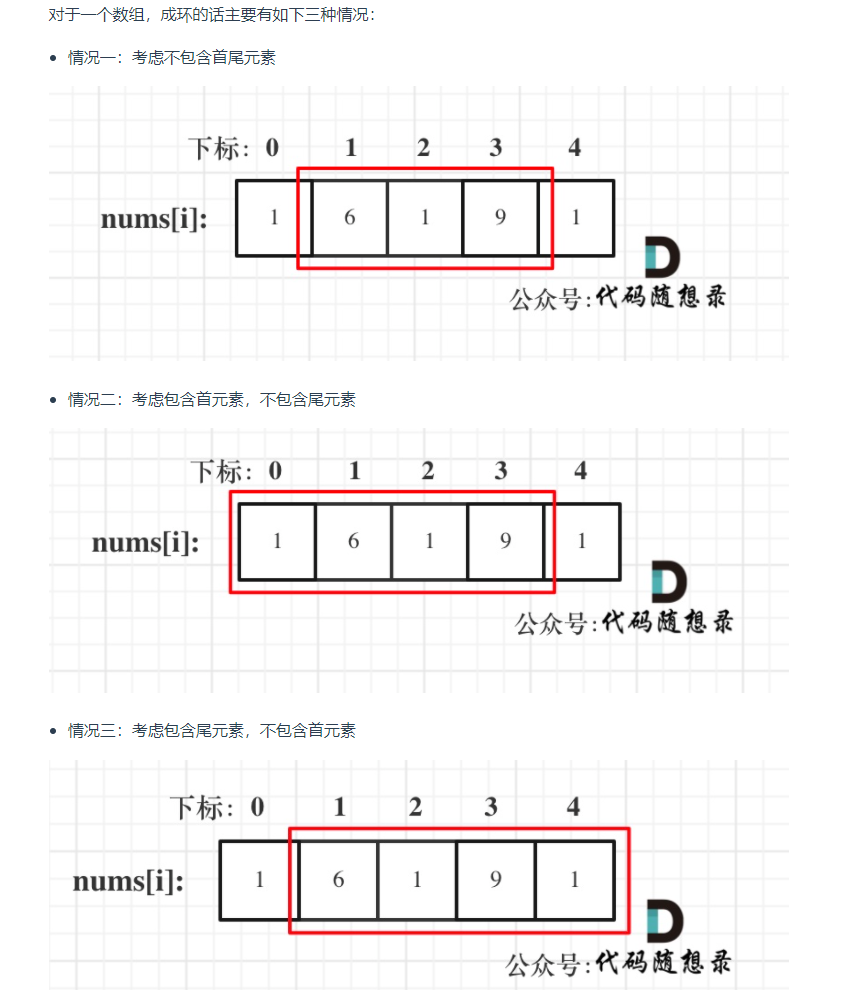 对于一个数组，成环的话主要有如下三种情况：
• 情况一：考虑不包含首尾元素
下标: 0 1 2 3 4
nums[i]: 1 6 1 9 1
公众号:代码随想录
• 情况二：考虑包含首元素，不包含尾元素
下标: 0 1 2 3 4
nums[i]: 1 6 1 9 1
公众号:代码随想录
• 情况三：考虑包含尾元素，不包含首元素
下标: 0 1 2 3 4
nums[i]: 1 6 1 9 1
公众号:代码随想录